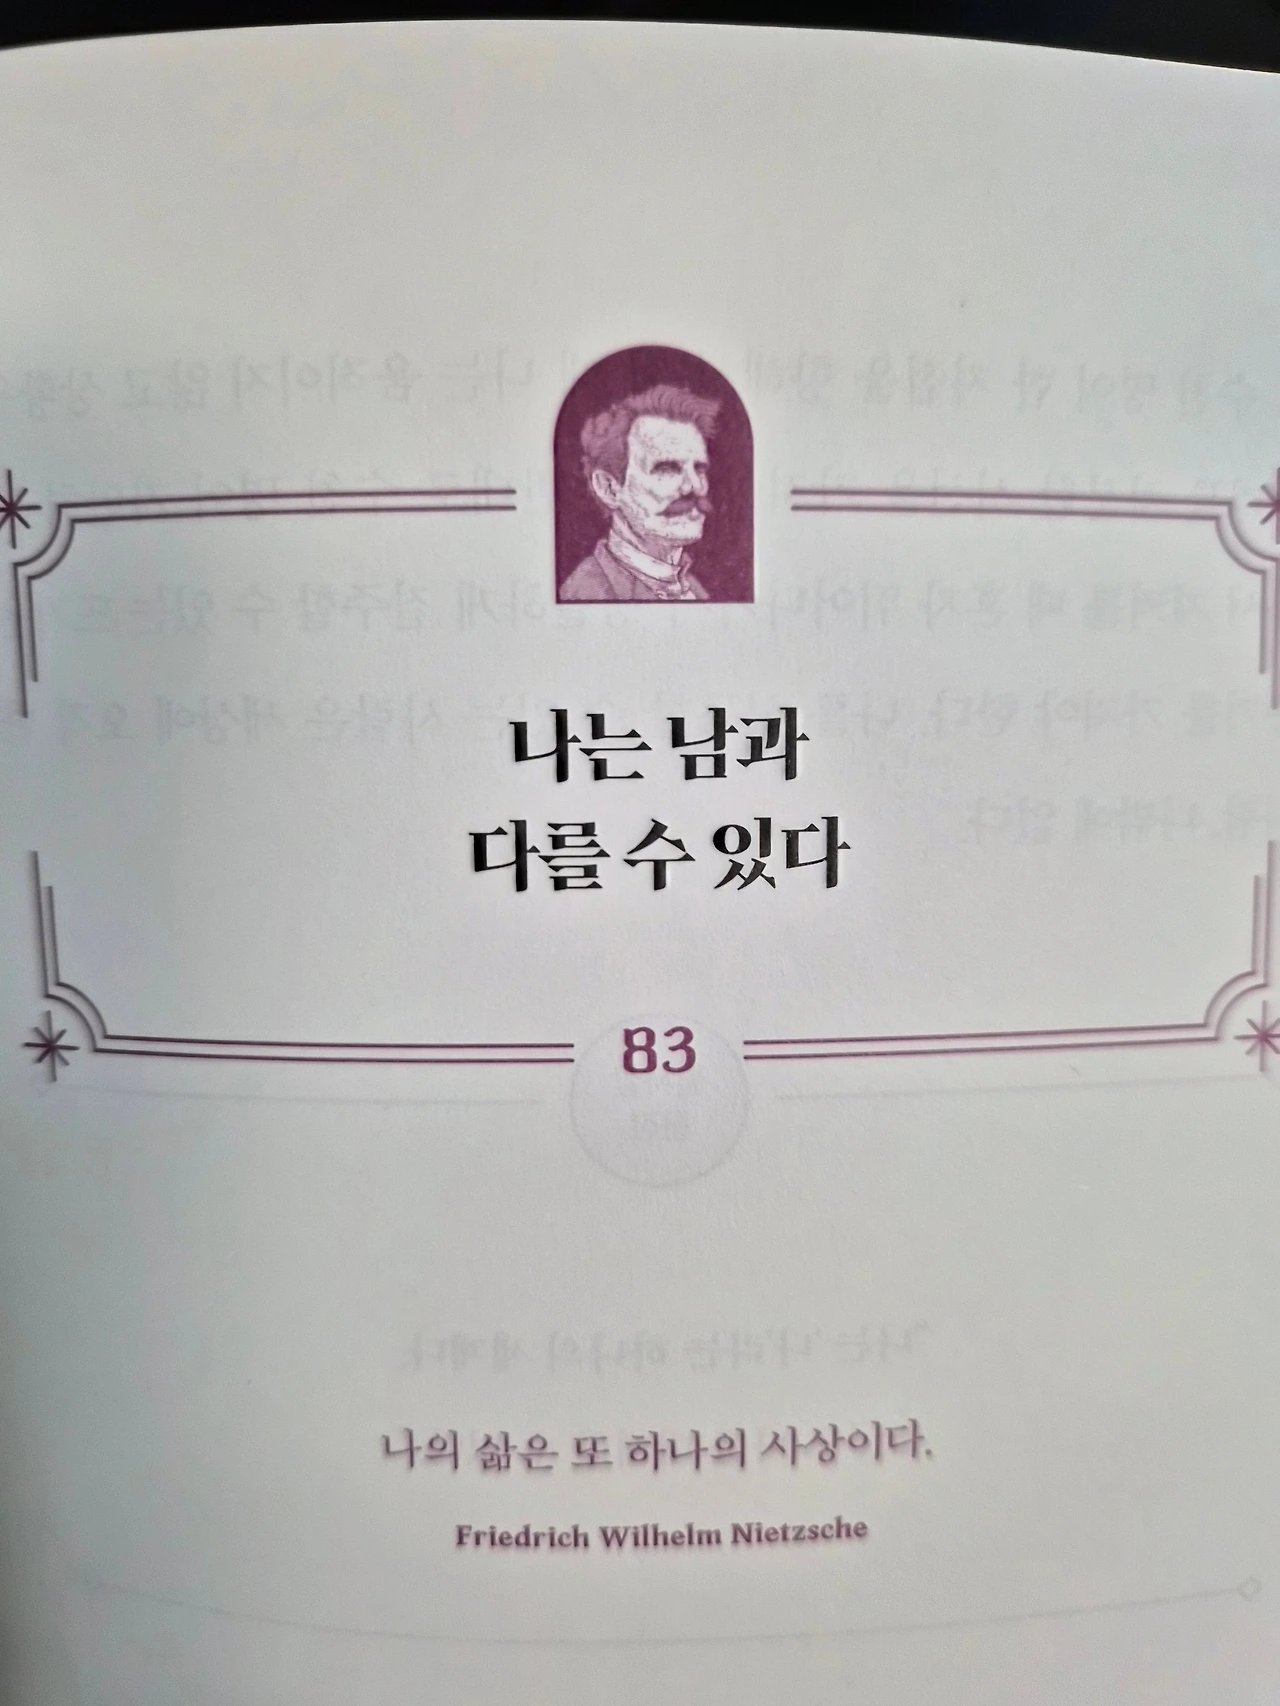 나는 남과
다를 수 있다
83
나의 삶은 또 하나의 사상이다.
Friedrich Wilhelm Nietzsche